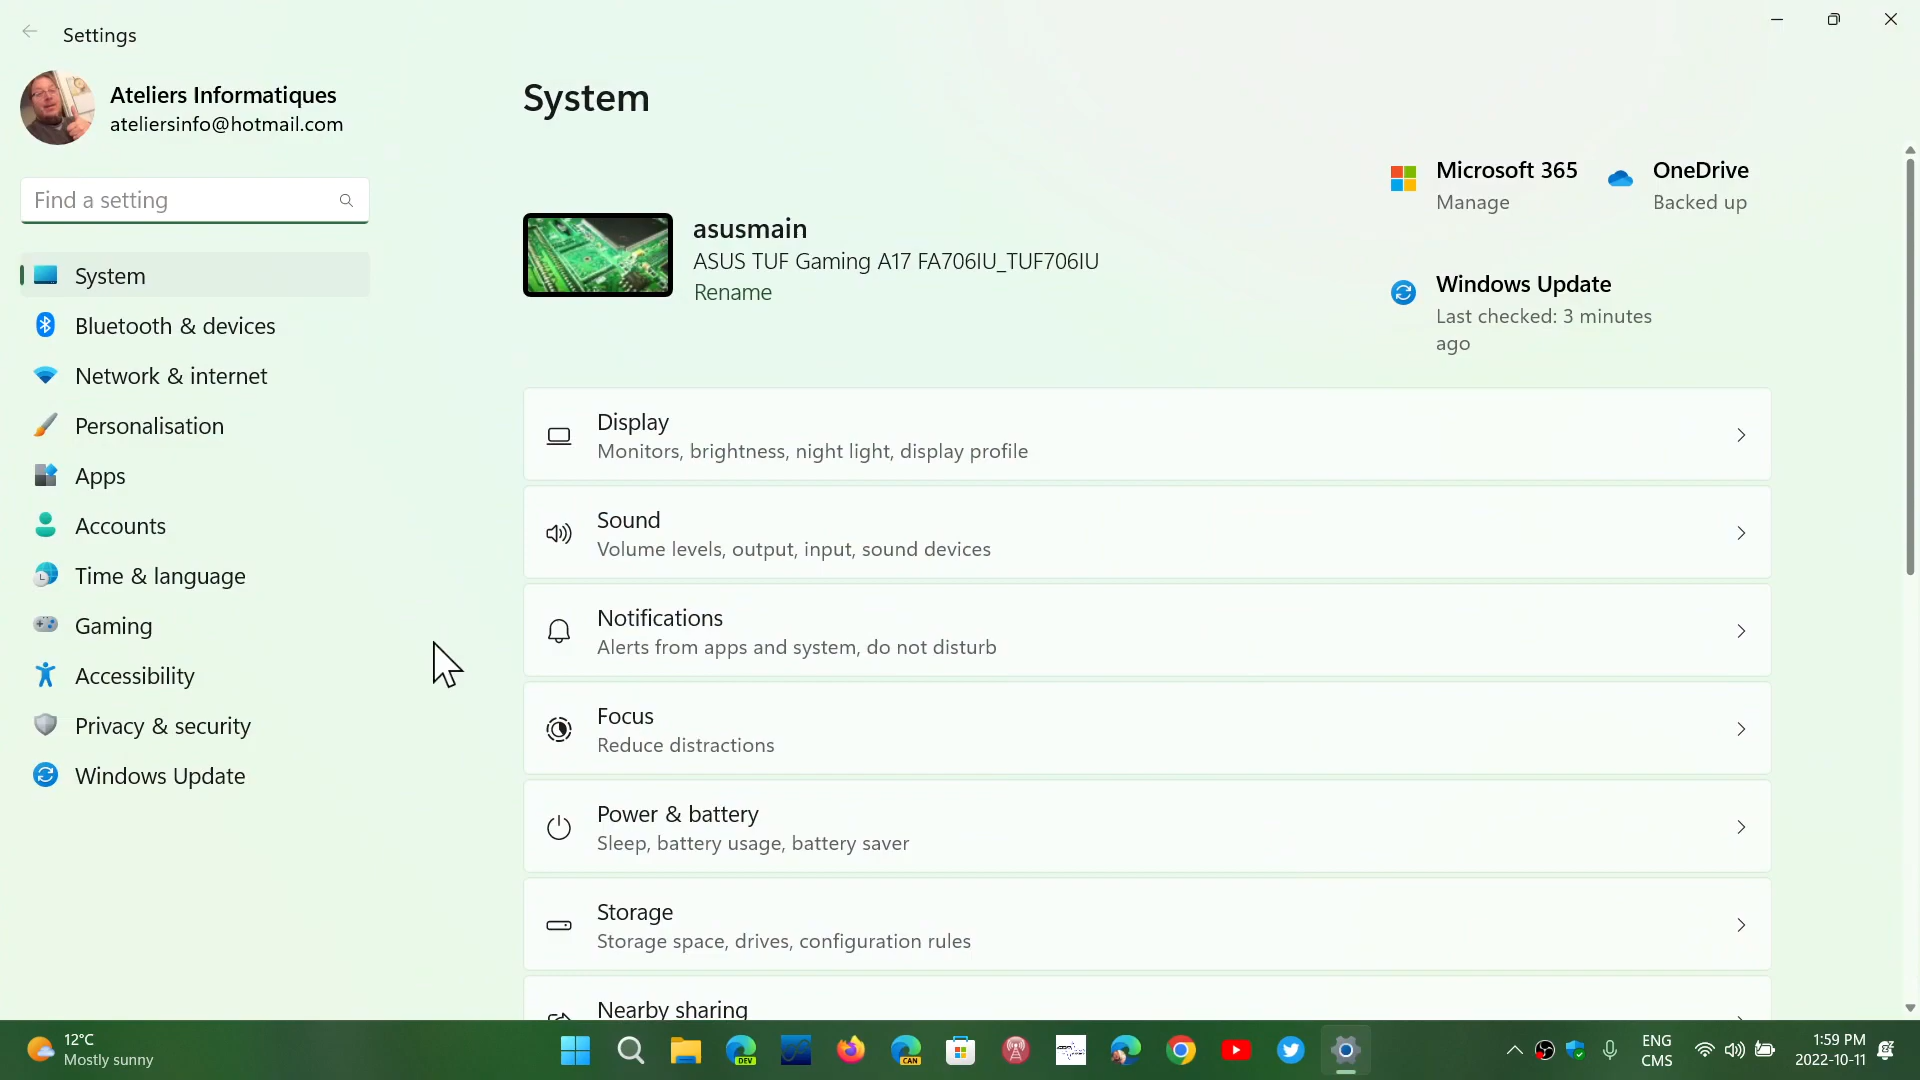 Settings
Ateliers Informatiques
ateliersinfo@hotmail.com
Find a setting
System
Bluetooth & devices
Network & internet
Personalisation
Apps
Accounts
Time & language
Gaming
Accessibility
Privacy & security
Windows Update
System
asusmain
ASUS TUF Gaming A17 FA706IU_TUF706IU
Rename
Microsoft 365
Manage
OneDrive
Backed up
Windows Update
Last checked: 3 minutes
ago
Display
Monitors, brightness, night light, display profile
Sound
Volume levels, output, input, sound devices
Notifications
Alerts from apps and system, do not disturb
Focus
Reduce distractions
Power & battery
Sleep, battery usage, battery saver
Storage
Storage space, drives, configuration rules
Nearby sharing
12°C
Mostly sunny
DEV
CAN
ENG
CMS
1:59 PM
2022-10-11